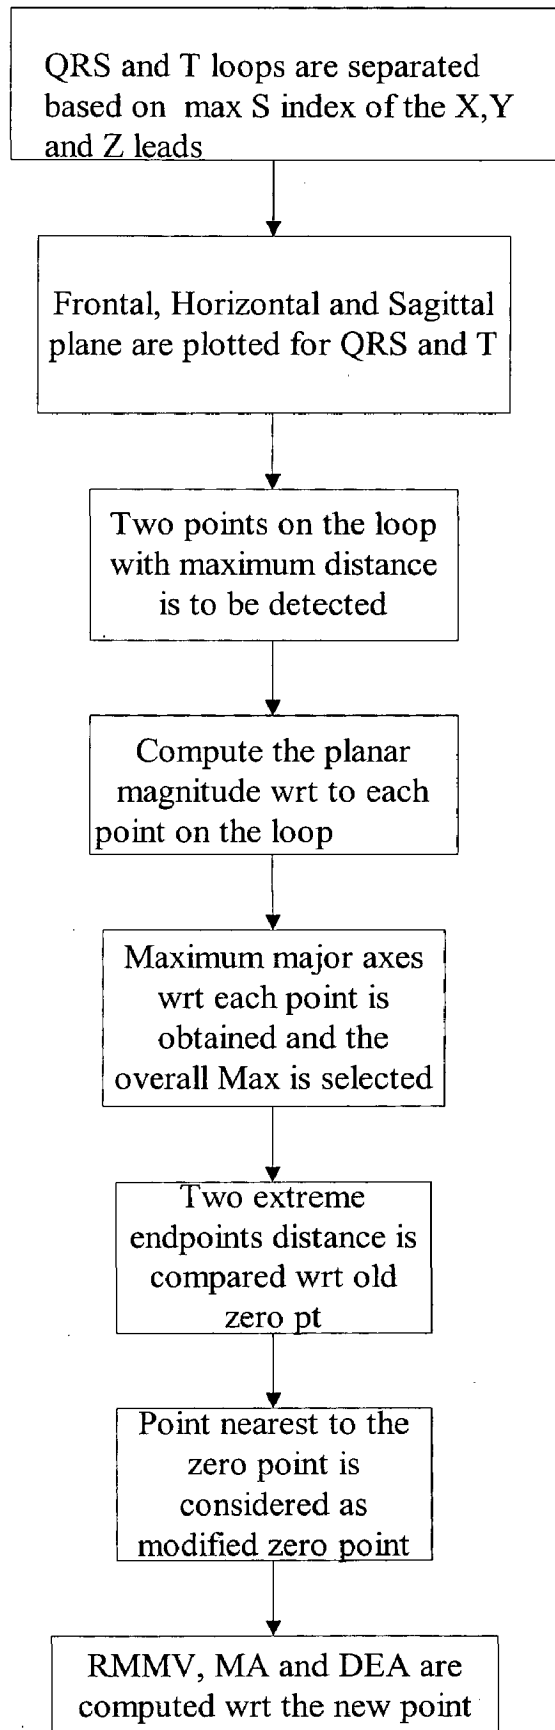 QRS and T loops are separated
based on max S index of the X,Y
and Z leads
Frontal, Horizontal and Sagittal
plane are plotted for QRS and T
Two points on the loop
with maximum distance
is to be detected
Compute the planar
magnitude wrt to each
point on the loop
Maximum major axes
wrt each point is
obtained and the
overall Max is selected
Two extreme
endpoints distance is
compared wrt old
zero pt
Point nearest to the
zero point is
considered as
modified zero point
RMMV, MA and DEA are
computed wrt the new point